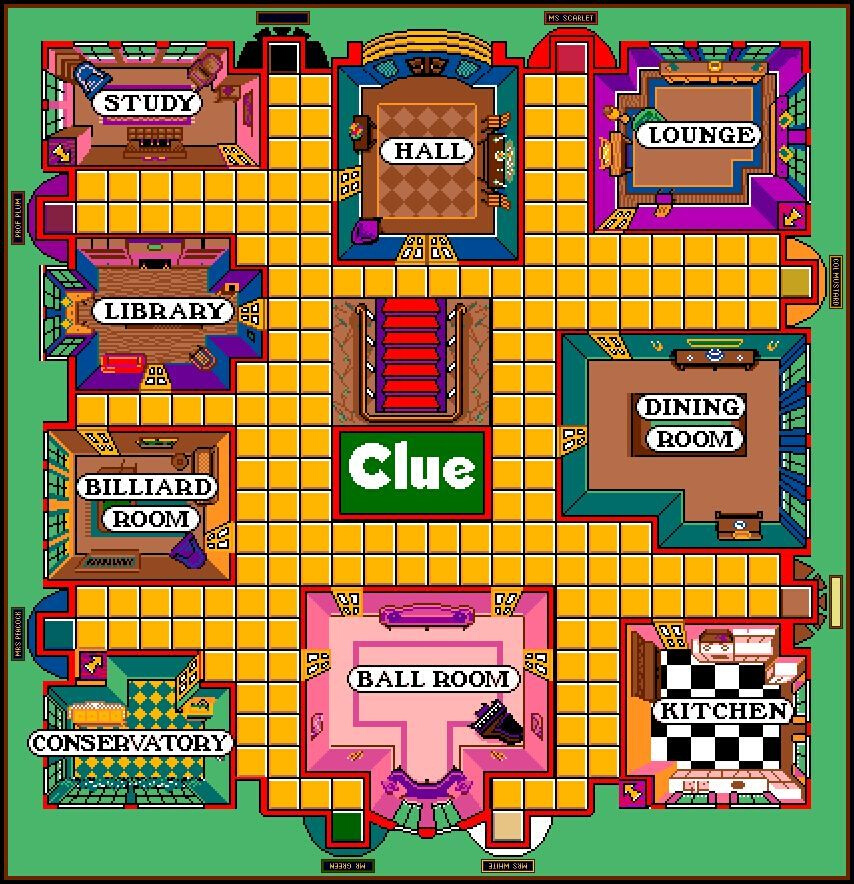 MS SCARLET
STUDY
HALL
LOUNGE
PROF PLUM
COL MUSTARD
LIBRARY
DINING
ROOM
Clue
BILLIARD
ROOM
MRS PEACOCK
BALL ROOM
KITCHEN
CONSERVATORY
MR GREEN
MRS WHITE